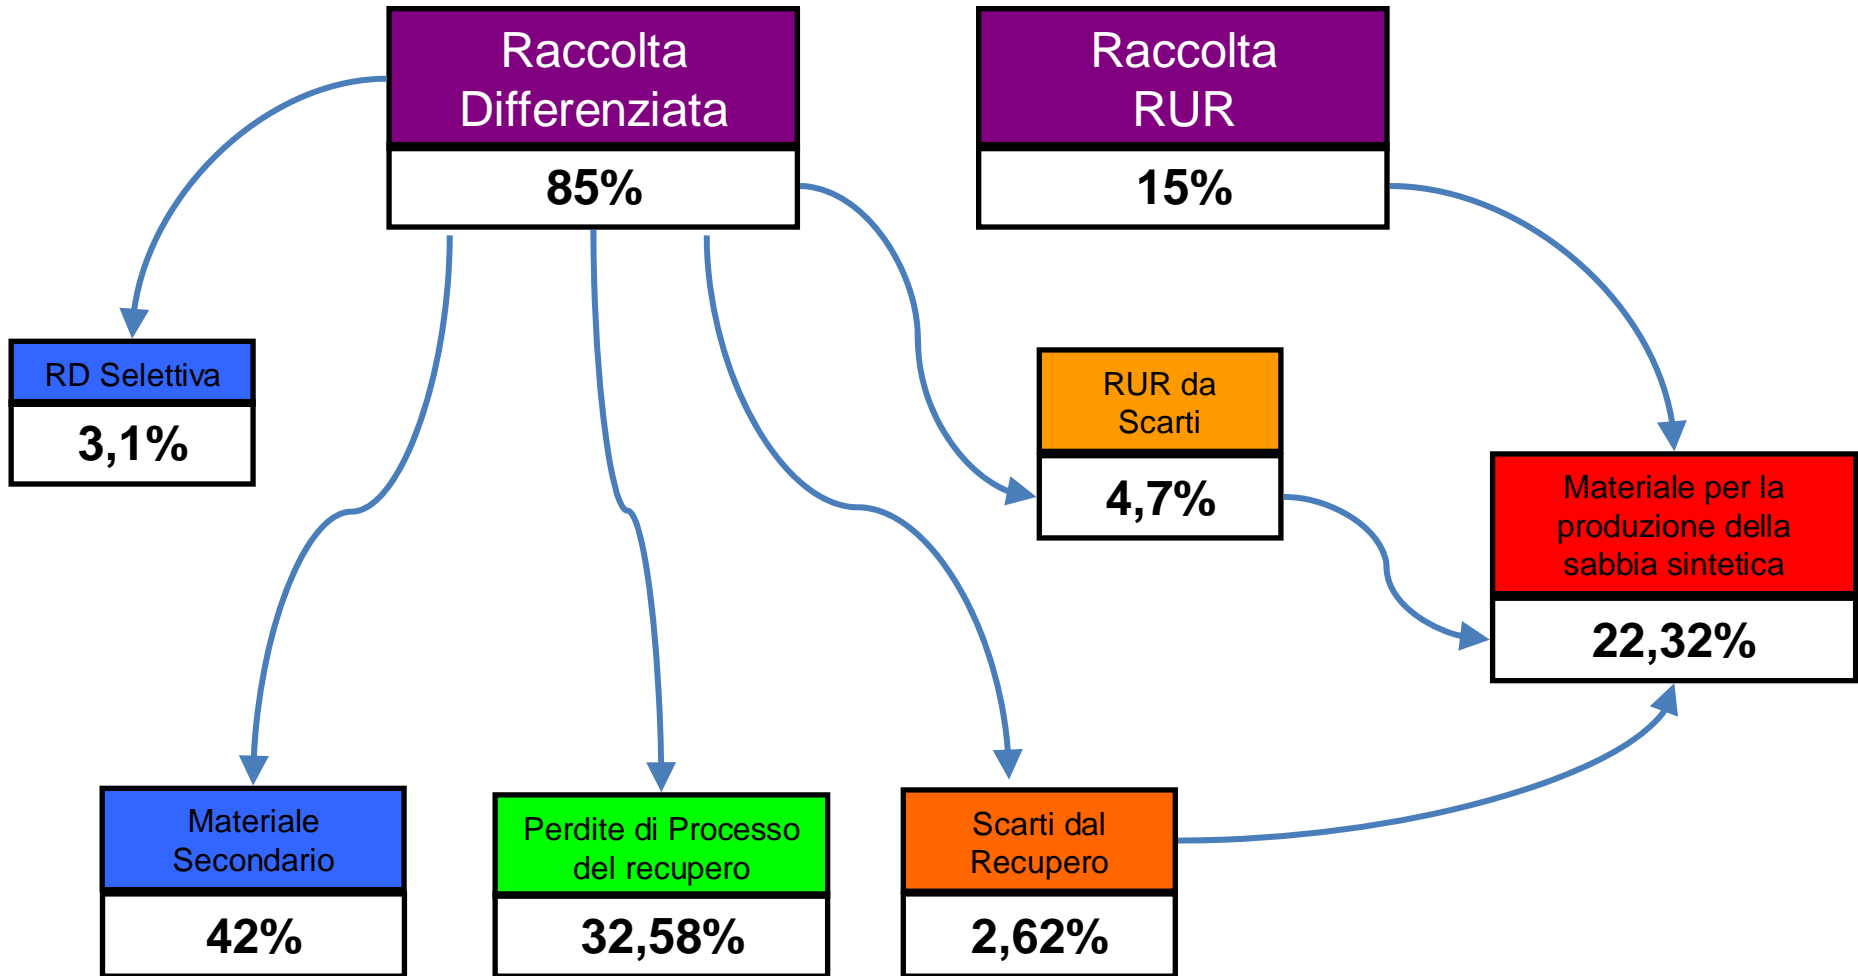 Raccolta
Differenziata
85%
Raccolta
RUR
15%
RD Selettiva
3,1%
RUR da
Scarti
4,7%
Materiale per la
produzione della
sabbia sintetica
22,32%
Materiale
Secondario
42%
Perdite di Processo
del recupero
32,58%
Scarti dal
Recupero
2,62%